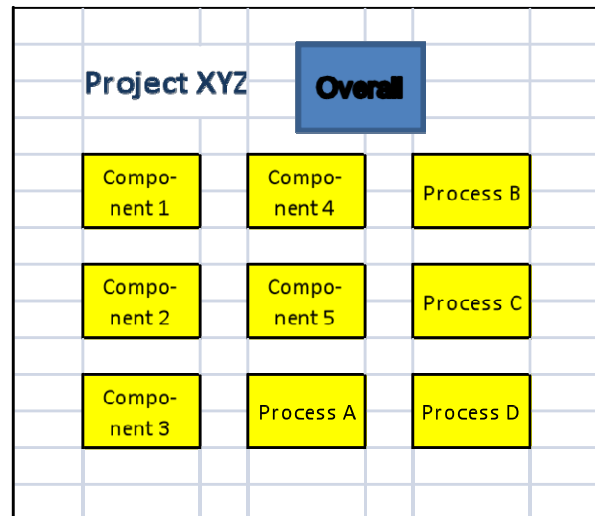 Project XYZ
Overall
Compo-
nent 1
Compo-
nent 4
Process B
Compo-
nent 2
Compo-
nent 5
Process C
Compo-
nent 3
Process A
Process D